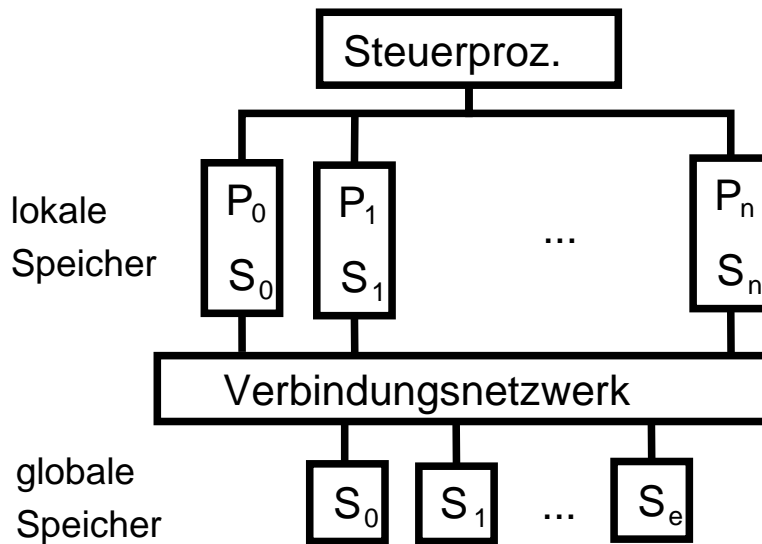 Steuerproz.
lokale
Speicher
P₀
S₀
P₁
S₁
...
Pₙ
Sₙ
Verbindungsnetzwerk
globale
Speicher
S₀
S₁
...
Sₑ